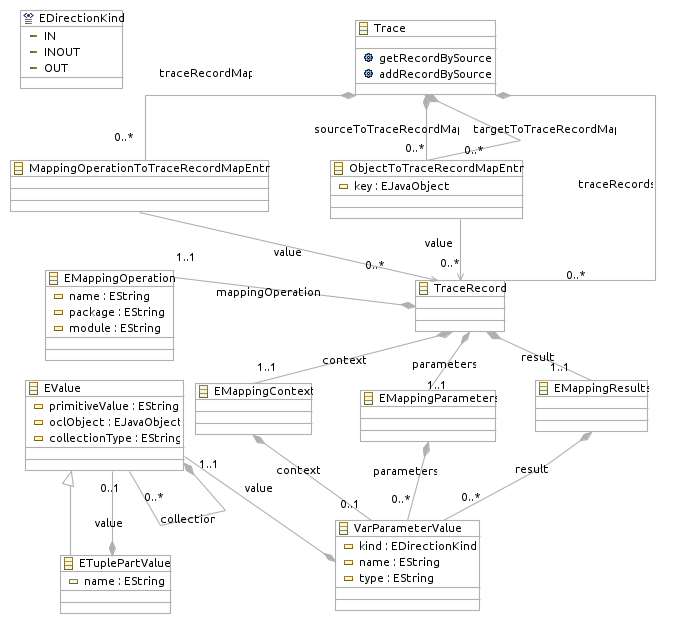 EDirectionKind
IN
INOUT
OUT
Trace
getRecordBySource
addRecordBySource
traceRecordMap
0..*
sourceToTraceRecordMap
0..*
targetToTraceRecordMap
0..*
traceRecords
0..*
MappingOperationToTraceRecordMapEntr
ObjectToTraceRecordMapEntr
key : EJavaObject
value
0..*
value
0..*
1..1
mappingOperation
EMappingOperation
name : EString
package : EString
module : EString
TraceRecord
context
1..1
parameters
1..1
result
1..1
EValue
primitiveValue : EString
oclObject : EJavaObject
collectionType : EString
EMappingContext
EMappingParameters
EMappingResults
1..1
value
0..1
value
0..*
collection
context
0..1
parameters
0..*
result
0..*
ETuplePartValue
name : EString
VarParameterValue
kind : EDirectionKind
name : EString
type : EString